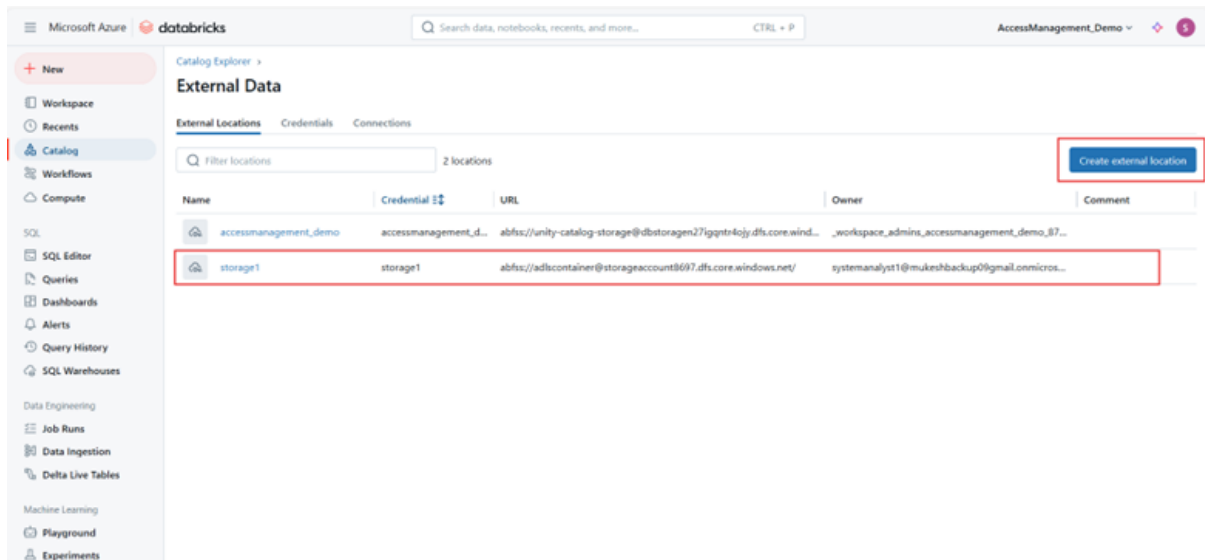 Microsoft Azure databricks Search data, notebooks, recents, and more... CTRL + P AccessManagement_Demo S
New
Workspace
Recents
Catalog
Workflows
Compute
SQL
SQL Editor
Queries
Dashboards
Alerts
Query History
SQL Warehouses
Data Engineering
Job Runs
Data Ingestion
Delta Live Tables
Machine Learning
Playground
Experiments
Catalog Explorer >
External Data
External Locations Credentials Connections
Filter locations 2 locations Create external location
Name Credential URL Owner Comment
accessmanagement_demo accessmanagement_d... abfss://unity-catalog-storage@dbstoragen27igqntr4ojy.dfs.core.wind... _workspace_admins_accessmanagement_demo_87...
storage1 storage1 abfss://adlscontainer@storageaccount8697.dfs.core.windows.net/ systemanalyst1@mukeshbackup09gmail.onmicros...